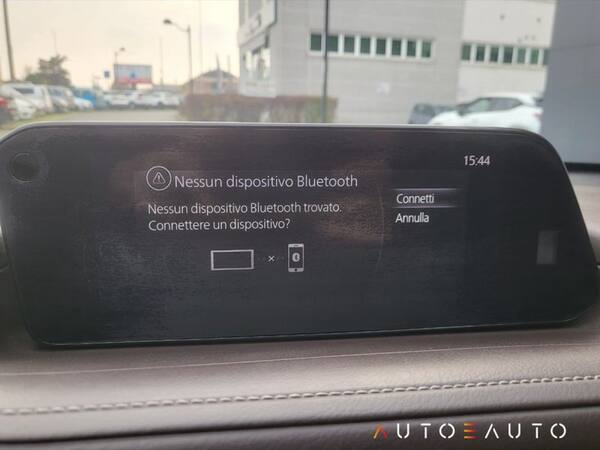 15:44
Nessun dispositivo Bluetooth
Nessun dispositivo Bluetooth trovato.
Connettere un dispositivo?
Connetti
Annulla
AUTOEAUTO